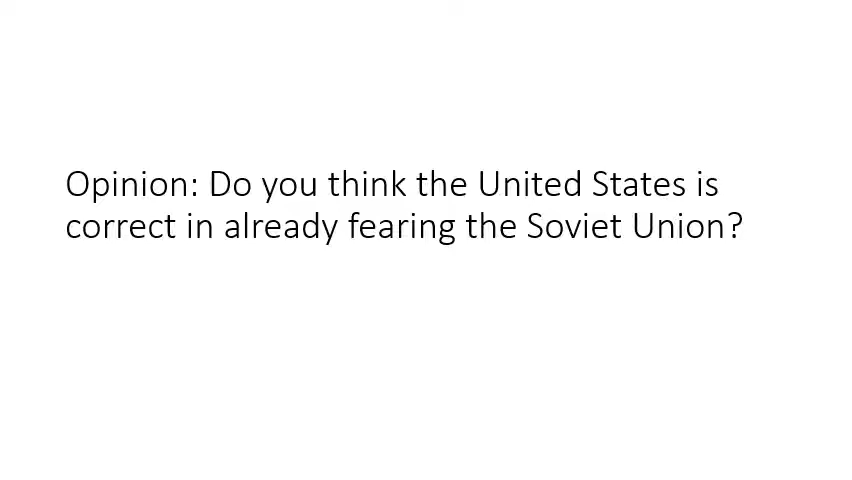 Opinion: Do you think the United States is
correct in already fearing the Soviet Union?